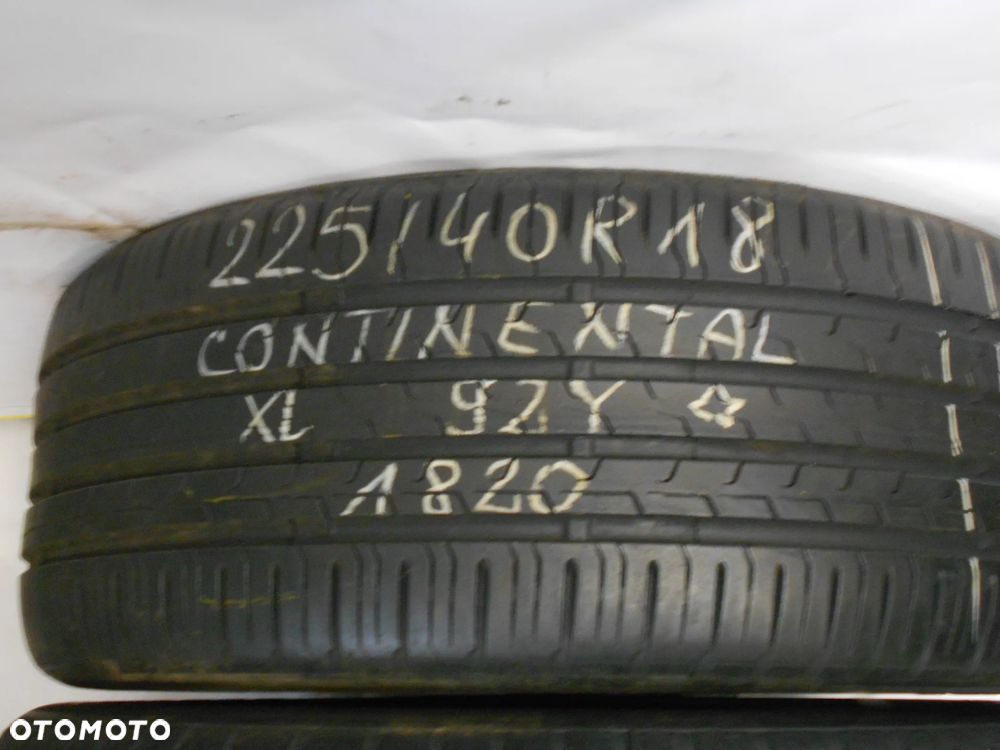 225/40R18
CONTINENTAL
XL 92Y ☆
1820
OTOMOTO